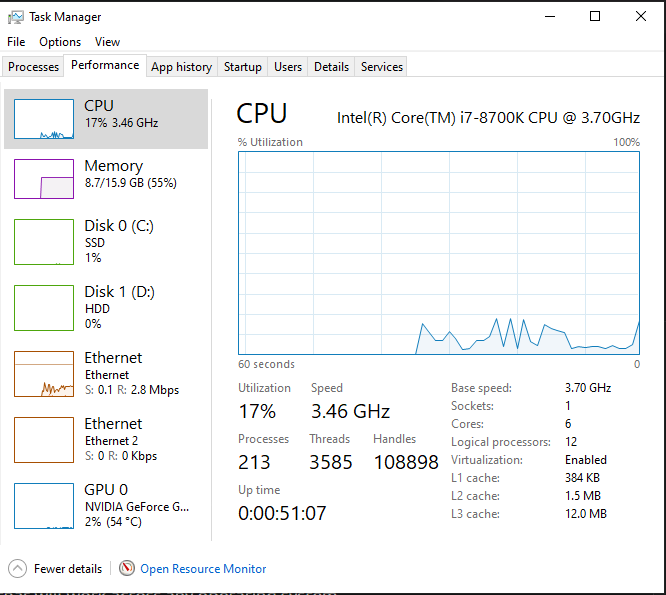 Task Manager
File Options View
Processes Performance App history Startup Users Details Services
CPU
17% 3.46 GHz
Memory
8.7/15.9 GB (55%)
Disk 0 (C:)
SSD
1%
Disk 1 (D:)
HDD
0%
Ethernet
Ethernet
S: 0.1 R: 2.8 Mbps
Ethernet
Ethernet 2
S: 0 R: 0 Kbps
GPU 0
NVIDIA GeForce G...
2% (54 °C)
CPU Intel(R) Core(TM) i7-8700K CPU @ 3.70GHz
% Utilization 100%
60 seconds 0
Utilization Speed
17% 3.46 GHz
Processes Threads Handles
213 3585 108898
Up time
0:00:51:07
Base speed: 3.70 GHz
Sockets: 1
Cores: 6
Logical processors: 12
Virtualization: Enabled
L1 cache: 384 KB
L2 cache: 1.5 MB
L3 cache: 12.0 MB
Fewer details Open Resource Monitor